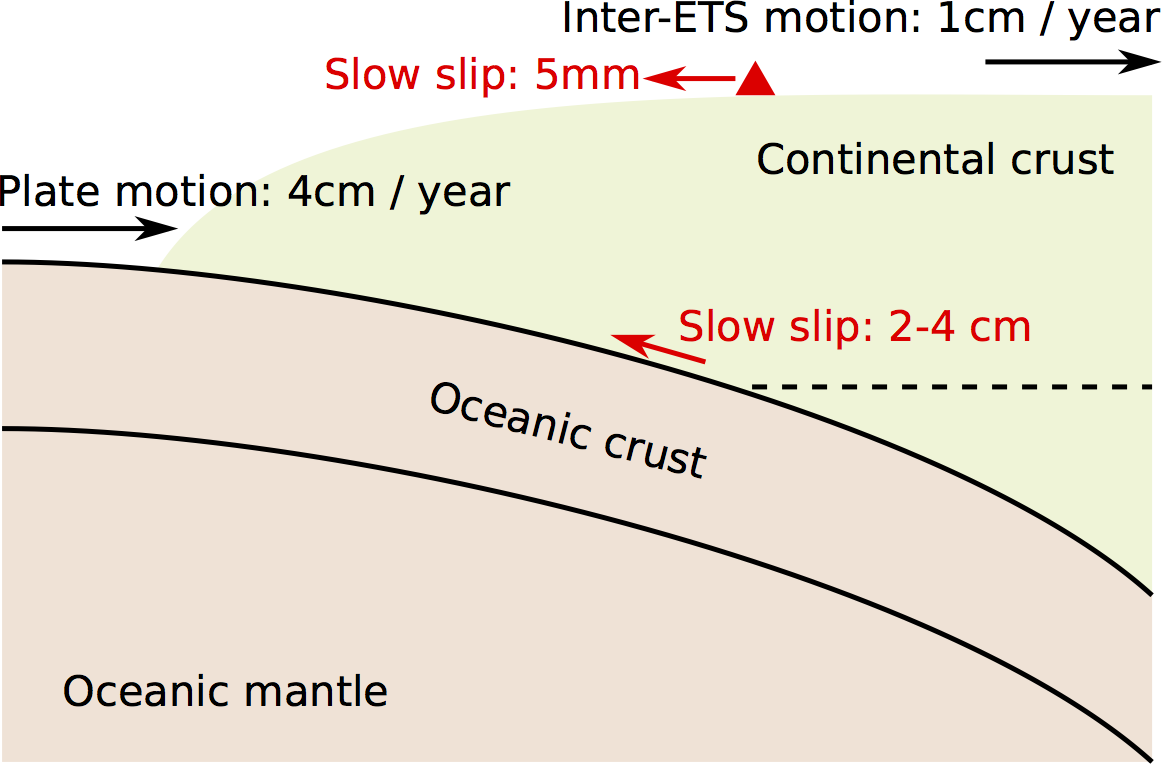 Inter-ETS motion: 1cm / year
Slow slip: 5mm
Continental crust
Plate motion: 4cm / year
Slow slip: 2-4 cm
Oceanic crust
Oceanic mantle